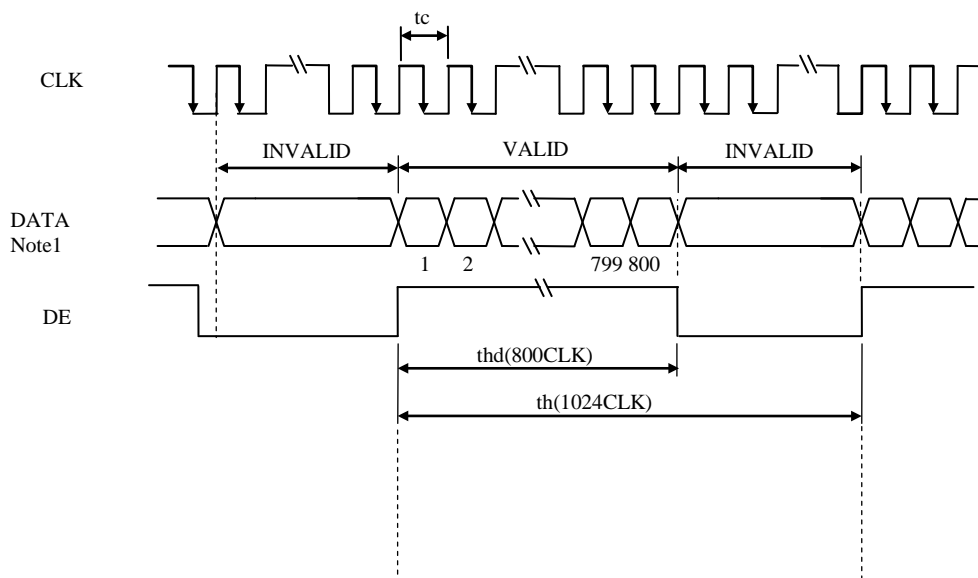 tc
CLK
INVALID VALID INVALID
DATA
Note1
1 2 799 800
DE
thd(800CLK)
th(1024CLK)